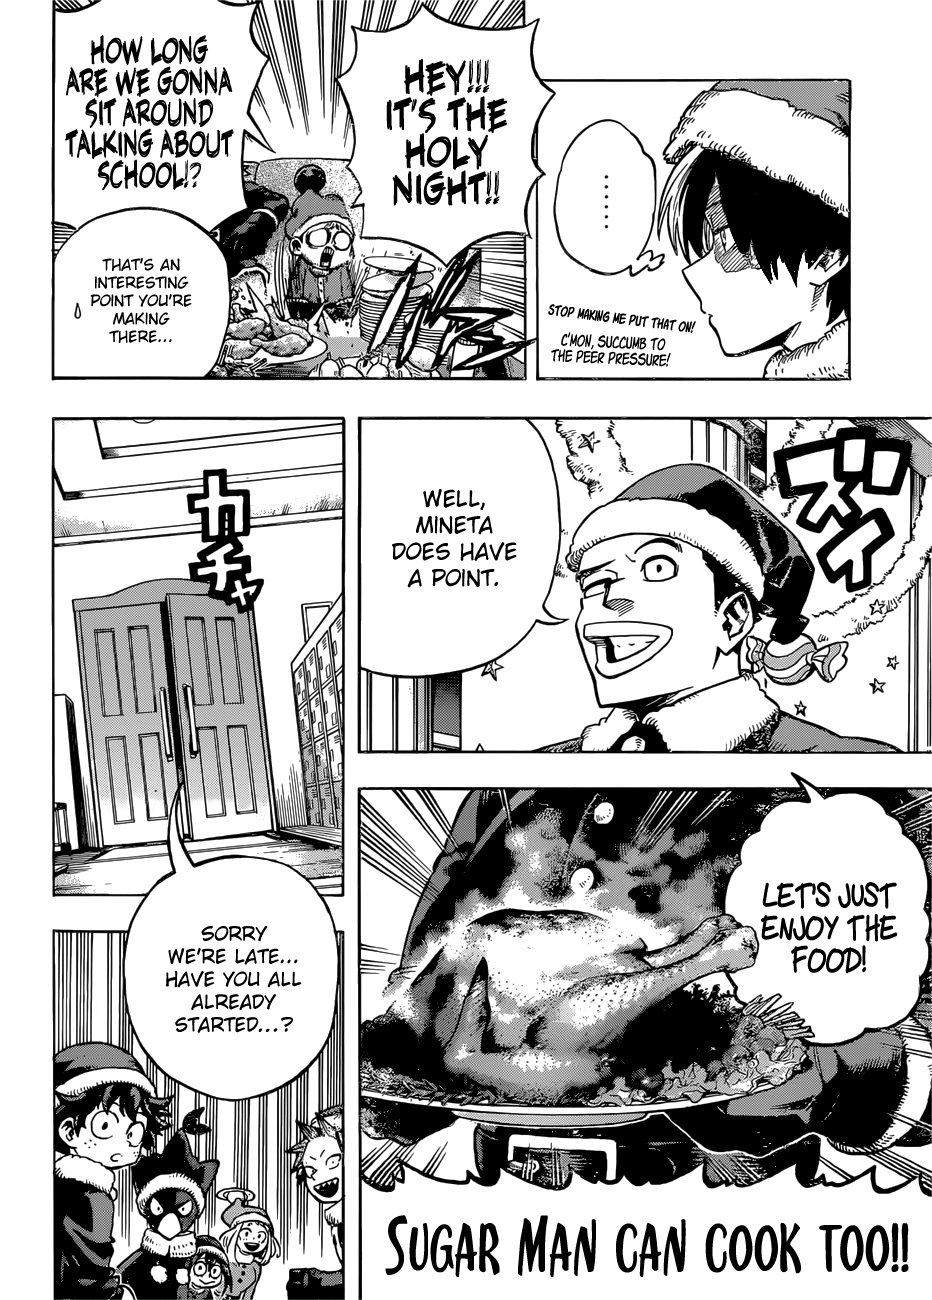 ......
STOP MAKING ME PUT THAT ON!
C'MON, SUCCUMB TO
THE PEER PRESSURE!
HEY!!!
IT'S THE
HOLY
NIGHT!!
HOW LONG
ARE WE GONNA
SIT AROUND
TALKING ABOUT
SCHOOL!?
THAT'S AN
INTERESTING
POINT YOU'RE
MAKING
THERE...
WELL,
MINETA
DOES HAVE
A POINT.
ズイ
ガチャ
LET'S JUST
ENJOY THE
FOOD!
SUGAR MAN CAN COOK TOO!!
SORRY
WE'RE LATE...
HAVE YOU ALL
ALREADY
STARTED...?